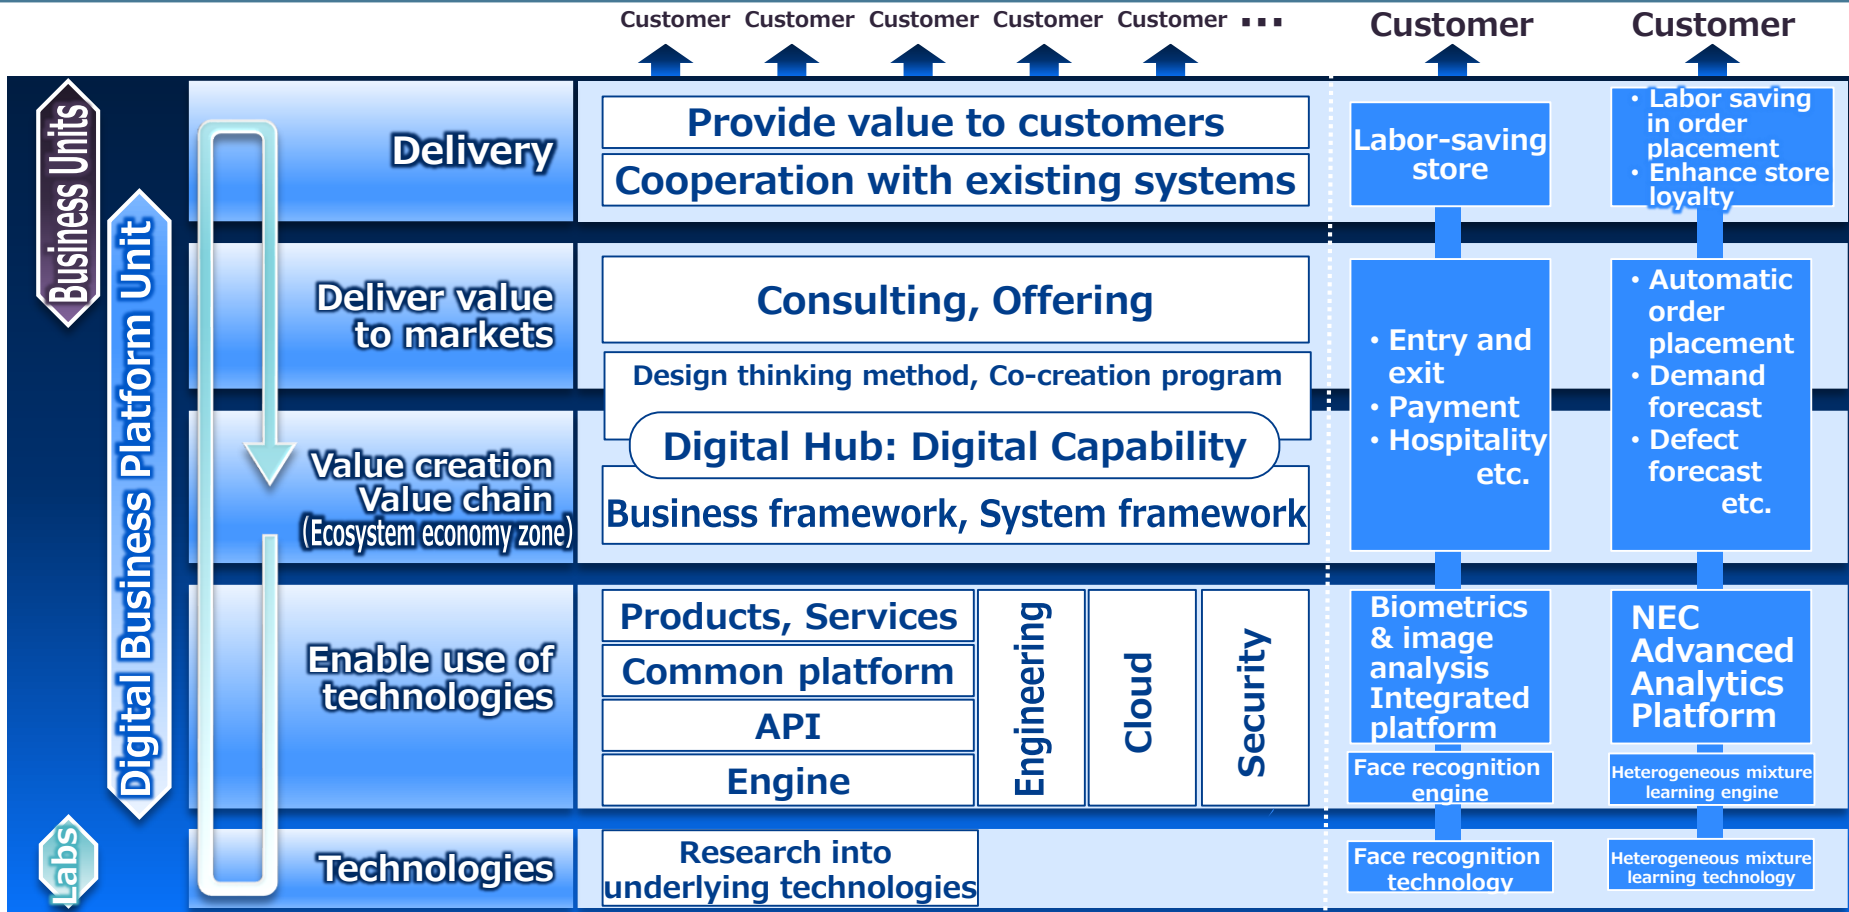 Customer Customer Customer Customer Customer ... Customer Customer
Business Units
Digital Business Platform Unit
Labs
Delivery
Provide value to customers
Cooperation with existing systems
Labor-saving
store
• Labor saving
in order
placement
• Enhance store
loyalty
Deliver value
to markets
Consulting, Offering
Design thinking method, Co-creation program
Digital Hub: Digital Capability
Value creation
Value chain
(Ecosystem economy zone)
Business framework, System framework
• Entry and
exit
• Payment
• Hospitality
etc.
• Automatic
order
placement
• Demand
forecast
• Defect
forecast
etc.
Enable use of
technologies
Products, Services
Common platform
API
Engine
Engineering
Cloud
Security
Biometrics
& image
analysis
Integrated
platform
Face recognition
engine
NEC
Advanced
Analytics
Platform
Heterogeneous mixture
learning engine
Technologies
Research into
underlying technologies
Face recognition
technology
Heterogeneous mixture
learning technology